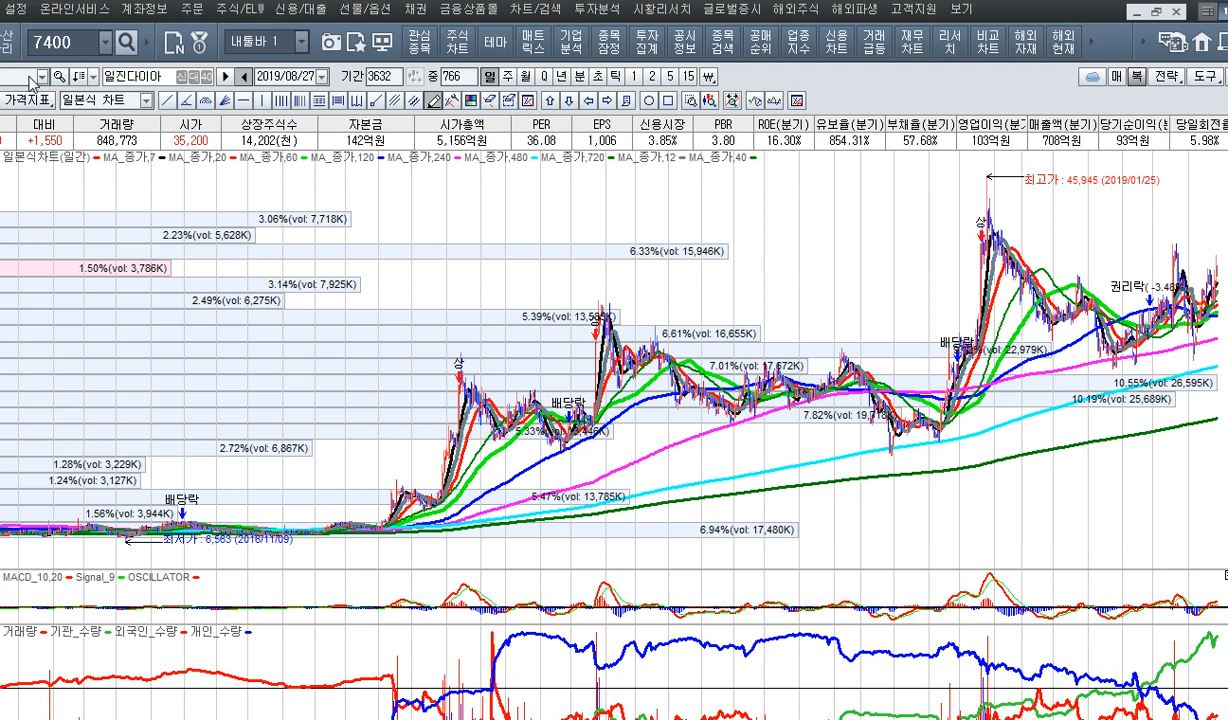 설정 온라인서비스 계좌정보 주문 주식/ELW 신용/대출 선물/옵션 채권 금융상품몰 차트/검색 투자분석 시황리서치 글로벌증시 해외주식 해외파생 고객지원 보기
7400 내툴바 1 관심종목 주식차트 테마 매트릭스 기업분석 종목잔정 투자집계 공시정보 종목검색 공매순위 업종지수 신용차트 거래급등 재무차트 리서치 비교차트 해외자재 해외현재
일진다미아 신 대 40 2019/08/27 기간 3632 중 766 일 주 월 Q 년 분 초 틱 1 2 5 15 ₩ 매 복 전략 도구
가격지표 일본식 차트
대비 거래량 시가 상장주식수 자본금 시가총액 PER EPS 신용시장 PBR ROE(분기) 유보율(분기) 부채율(분기) 영업이익(분기 매출액(분기) 당기순이익(분 당일회전율
+1,550 848,773 35,200 14,202(천) 142억원 5,156억원 36.08 1,006 3.85% 3.80 16.30% 854.31% 57.68% 103억원 708억원 93억원 5.98%
일본식차트(일간) MA_종가,7 MA_종가,20 MA_종가,60 MA_종가,120 MA_종가,240 MA_종가,480 MA_종가,720 MA_종가,12 MA_종가,40
최고가 : 45,945 (2019/01/25)
3.06%(vol: 7,718K)
상
2.23%(vol: 5,628K)
6.33%(vol: 15,946K)
1.50%(vol: 3,786K)
3.14%(vol: 7,925K)
권리락( -3.48
2.49%(vol: 6,275K)
5.39%(vol: 13,585K)
상
6.61%(vol: 16,655K)
배당락
(vol: 22,979K)
상
7.01%(vol: 17,672K)
10.55%(vol: 26,595K)
10.19%(vol: 25,689K)
배당락
7.82%(vol: 19,718K)
5.33%(vol: 13,446K)
2.72%(vol: 6,867K)
1.28%(vol: 3,229K)
1.24%(vol: 3,127K)
배당락
5.47%(vol: 13,785K)
1.56%(vol: 3,944K)
6.94%(vol: 17,480K)
최저가 : 6,563 (2016/11/09)
MACD_10,20 Signal_9 OSCILLATOR
거래량 기관_수량 외국인_수량 개인_수량